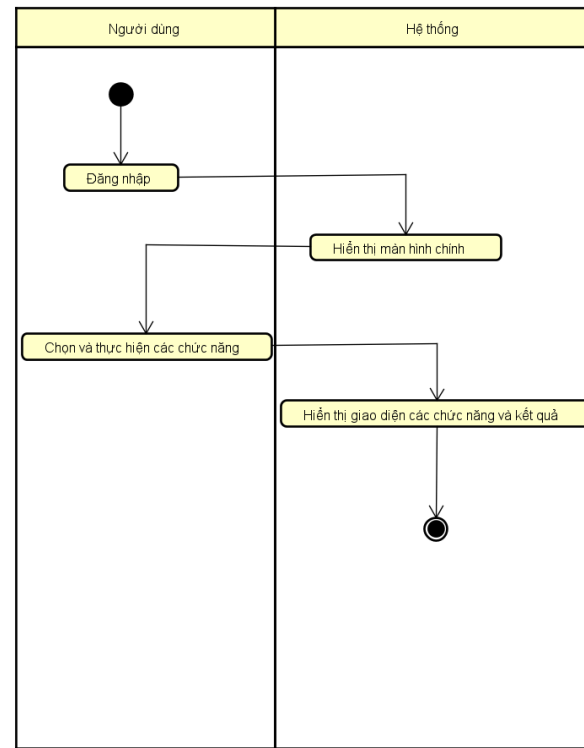 Người dùng
Hệ thống
Đăng nhập
Hiển thị màn hình chính
Chọn và thực hiện các chức năng
Hiển thị giao diện các chức năng và kết quả